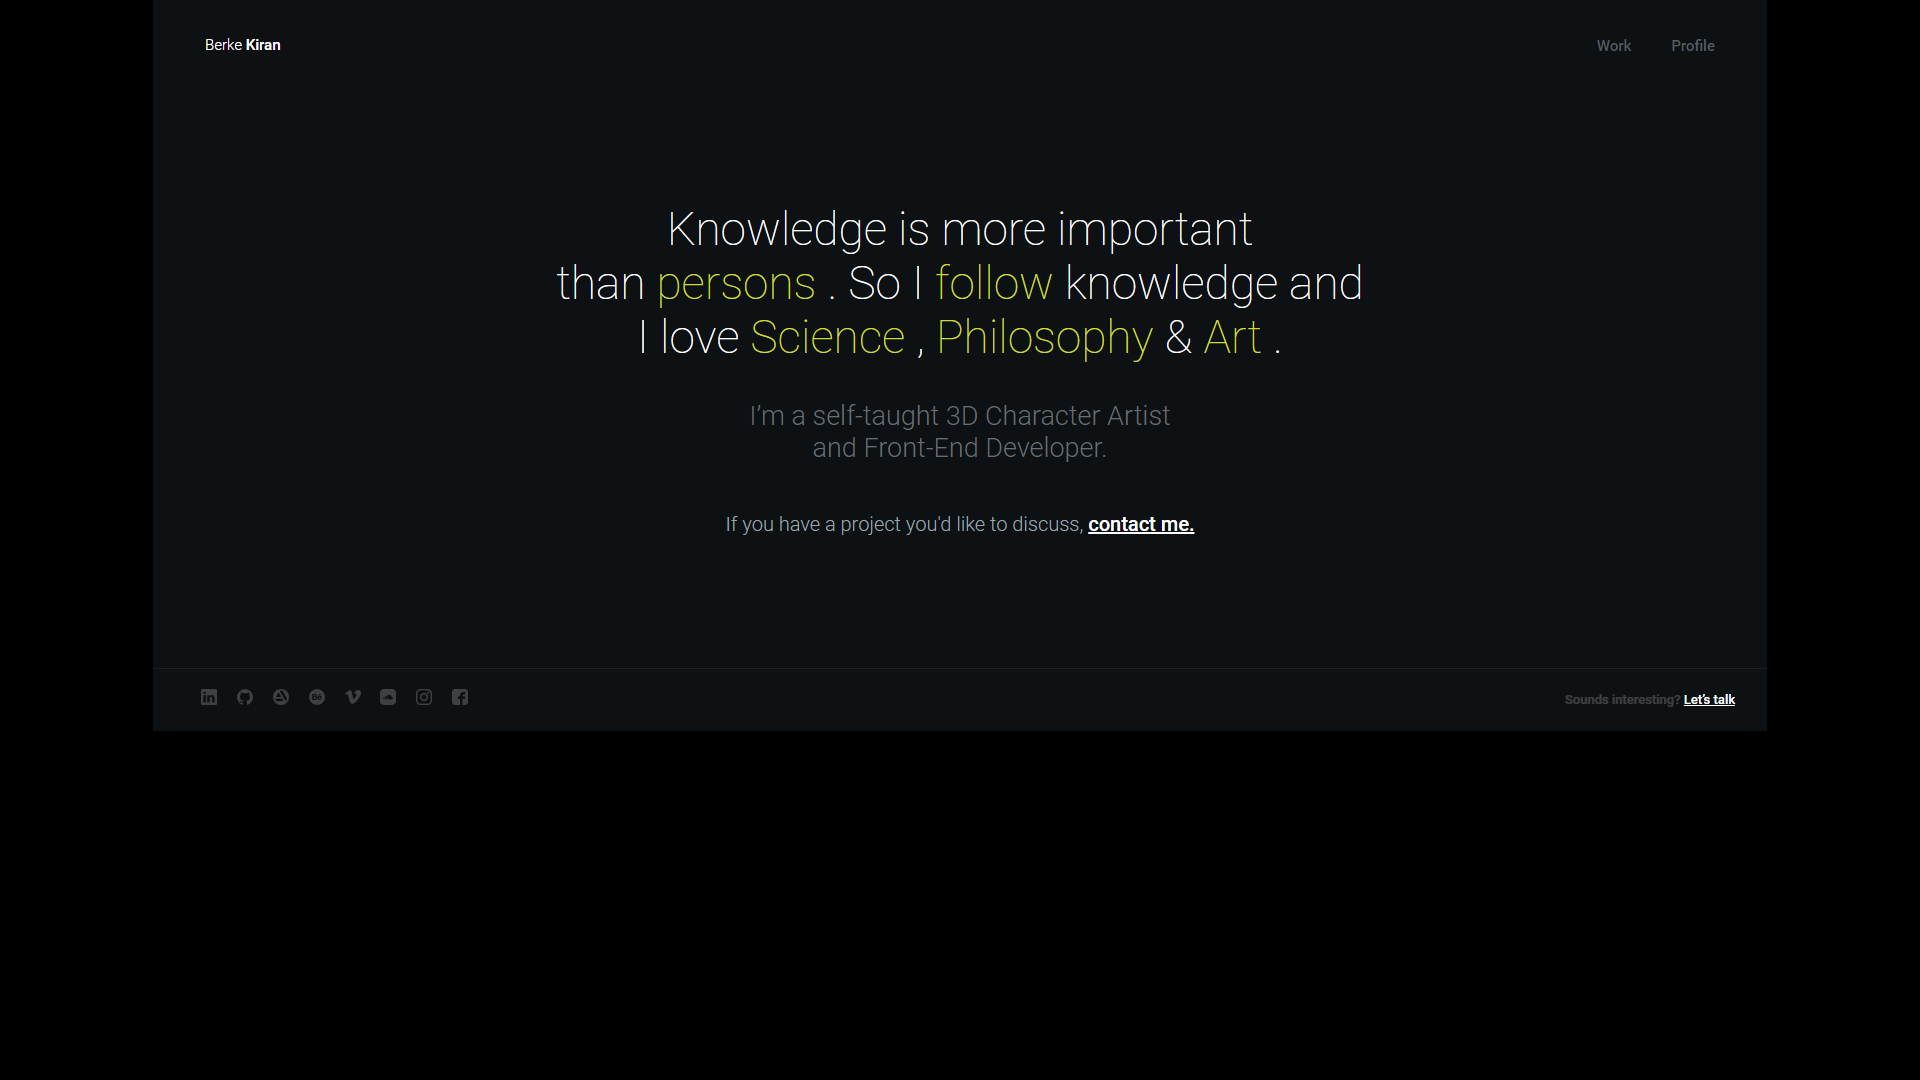 Berke Kiran
Work Profile
Knowledge is more important
than persons . So I follow knowledge and
I love Science , Philosophy & Art .
I’m a self-taught 3D Character Artist
and Front-End Developer.
If you have a project you'd like to discuss, contact me.
Sounds interesting? Let’s talk